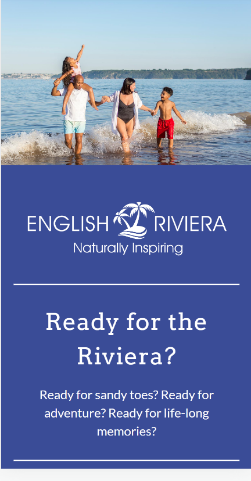 ENGLISH RIVIERA
Naturally Inspiring
Ready for the
Riviera?
Ready for sandy toes? Ready for
adventure? Ready for life-long
memories?